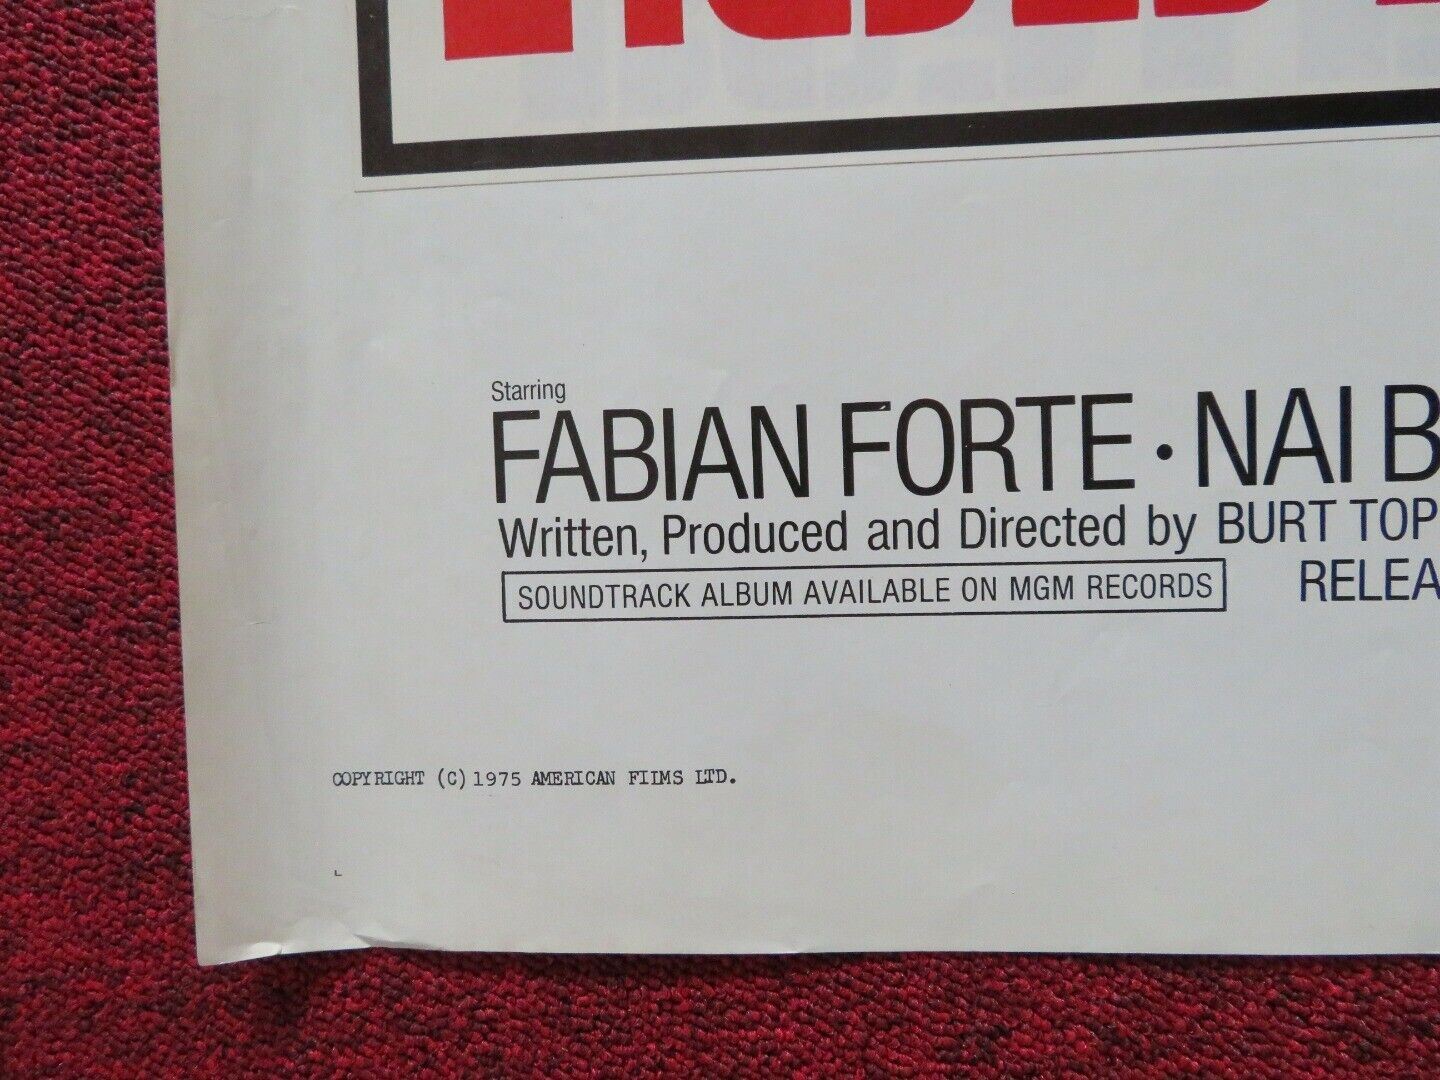 Starring
FABIAN FORTE · NAI B
Written, Produced and Directed by BURT TOP
SOUNDTRACK ALBUM AVAILABLE ON MGM RECORDS RELEA
COPYRIGHT (C) 1975 AMERICAN FIIMS LTD.
L